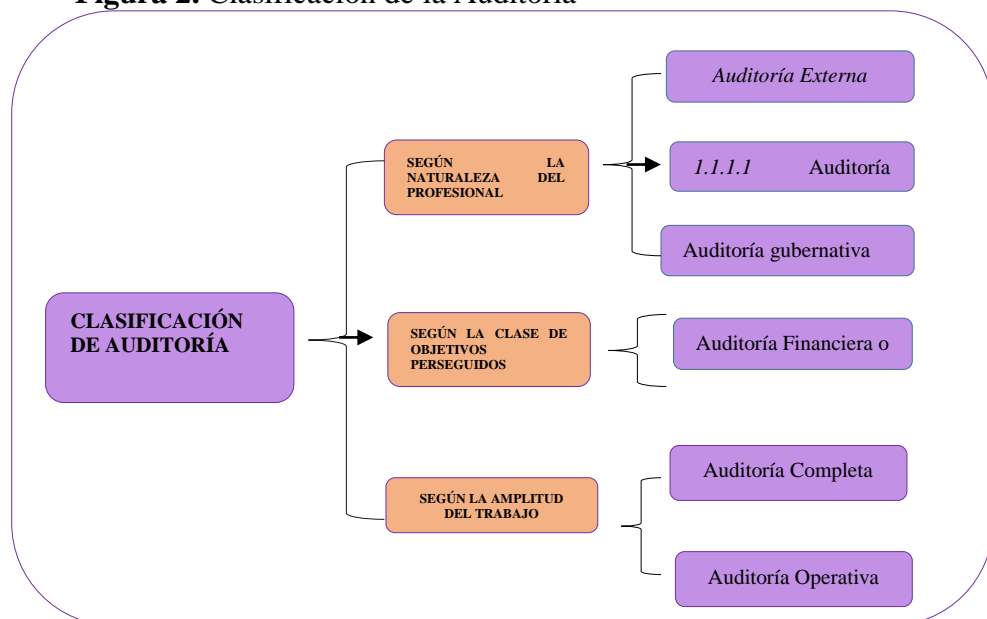 Figura 2. Clasificación de la Auditoría
Auditoría Externa
SEGÚN LA
NATURALEZA DEL
PROFESIONAL
1.1.1.1 Auditoría
Auditoría gubernativa
CLASIFICACIÓN
DE AUDITORÍA
SEGÚN LA CLASE DE
OBJETIVOS
PERSEGUIDOS
Auditoría Financiera o
SEGÚN LA AMPLITUD
DEL TRABAJO
Auditoría Completa
Auditoría Operativa